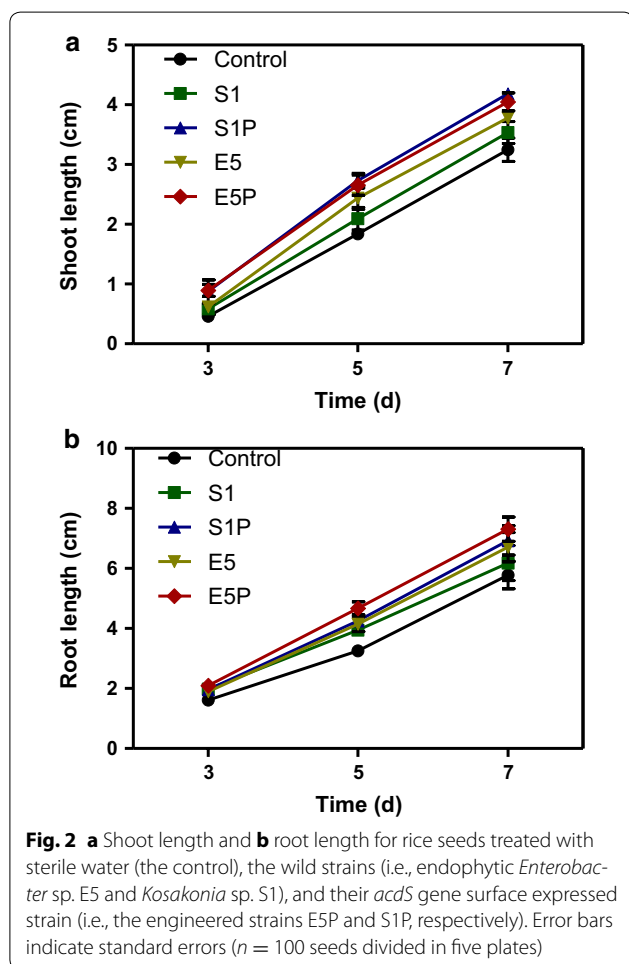 a
5
4
3
2
1
0
Shoot length (cm)
Control
S1
S1P
E5
E5P
3 5 7
Time (d)
b
10
8
6
4
2
0
Root length (cm)
Control
S1
S1P
E5
E5P
3 5 7
Time (d)
Fig. 2 a Shoot length and b root length for rice seeds treated with
sterile water (the control), the wild strains (i.e., endophytic Enterobac-
ter sp. E5 and Kosakonia sp. S1), and their acdS gene surface expressed
strain (i.e., the engineered strains E5P and S1P, respectively). Error bars
indicate standard errors (n = 100 seeds divided in five plates)